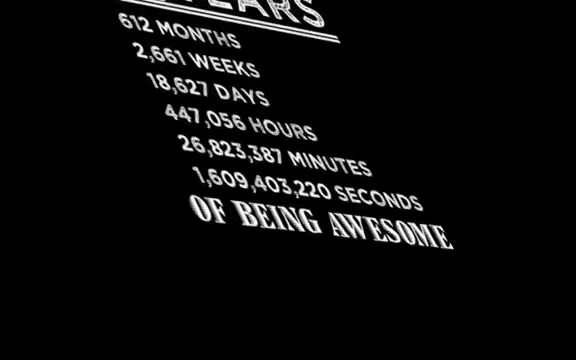 YEARS
612 MONTHS
2,661 WEEKS
18,627 DAYS
447,056 HOURS
26,823,387 MINUTES
1,609,403,220 SECONDS
OF BEING AWESOME